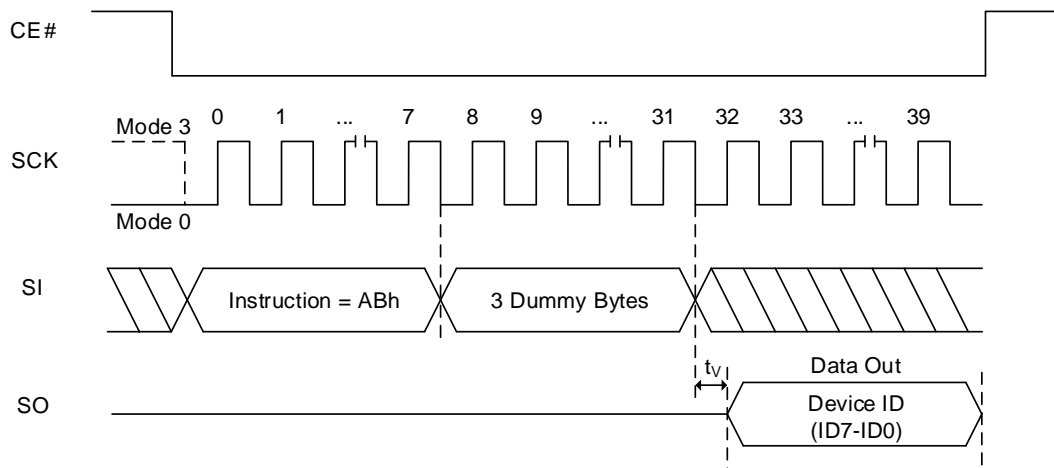 CE#
0 1 ... 7 8 9 ... 31 32 33 ... 39
Mode 3
SCK
Mode 0
SI
Instruction = ABh
3 Dummy Bytes
tV
Data Out
SO
Device ID
(ID7-ID0)